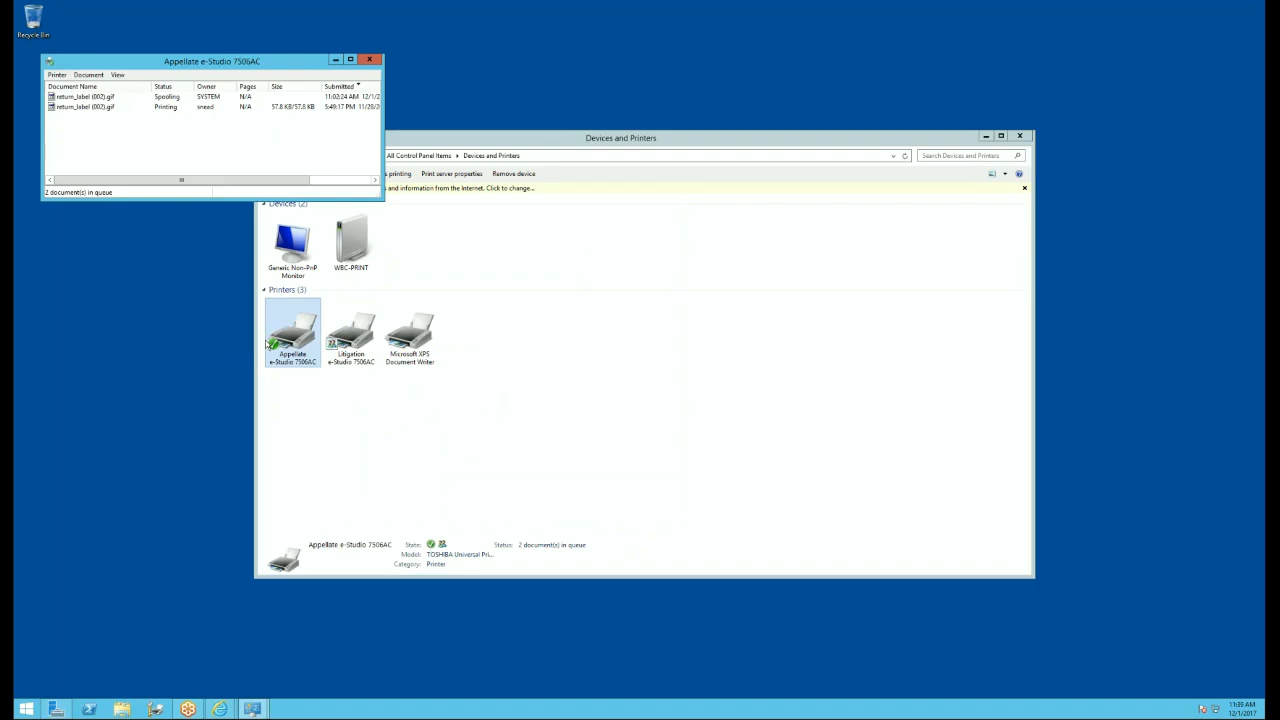 Recycle Bin
Appellate e-Studio 7506AC
Printer Document View
Document Name Status Owner Pages Size Submitted
return_label (002).gif Spooling SYSTEM N/A 11:02:24 AM 12/1/2
return_label (002).gif Printing snead N/A 57.8 KB/57.8 KB 5:49:17 PM 11/28/2
2 document(s) in queue
Devices and Printers
All Control Panel Items Devices and Printers Search Devices and Printers
s printing Print server properties Remove device
and information from the Internet. Click to change...
Devices (2)
Generic Non-PnP
Monitor
WBC-PRINT
Printers (3)
Appellate
e-Studio 7506AC
Litigation
e-Studio 7506AC
Microsoft XPS
Document Writer
Appellate e-Studio 7506AC State: Status: 2 document(s) in queue
Model: TOSHIBA Universal Pri...
Category: Printer
11:39 AM
12/1/2017